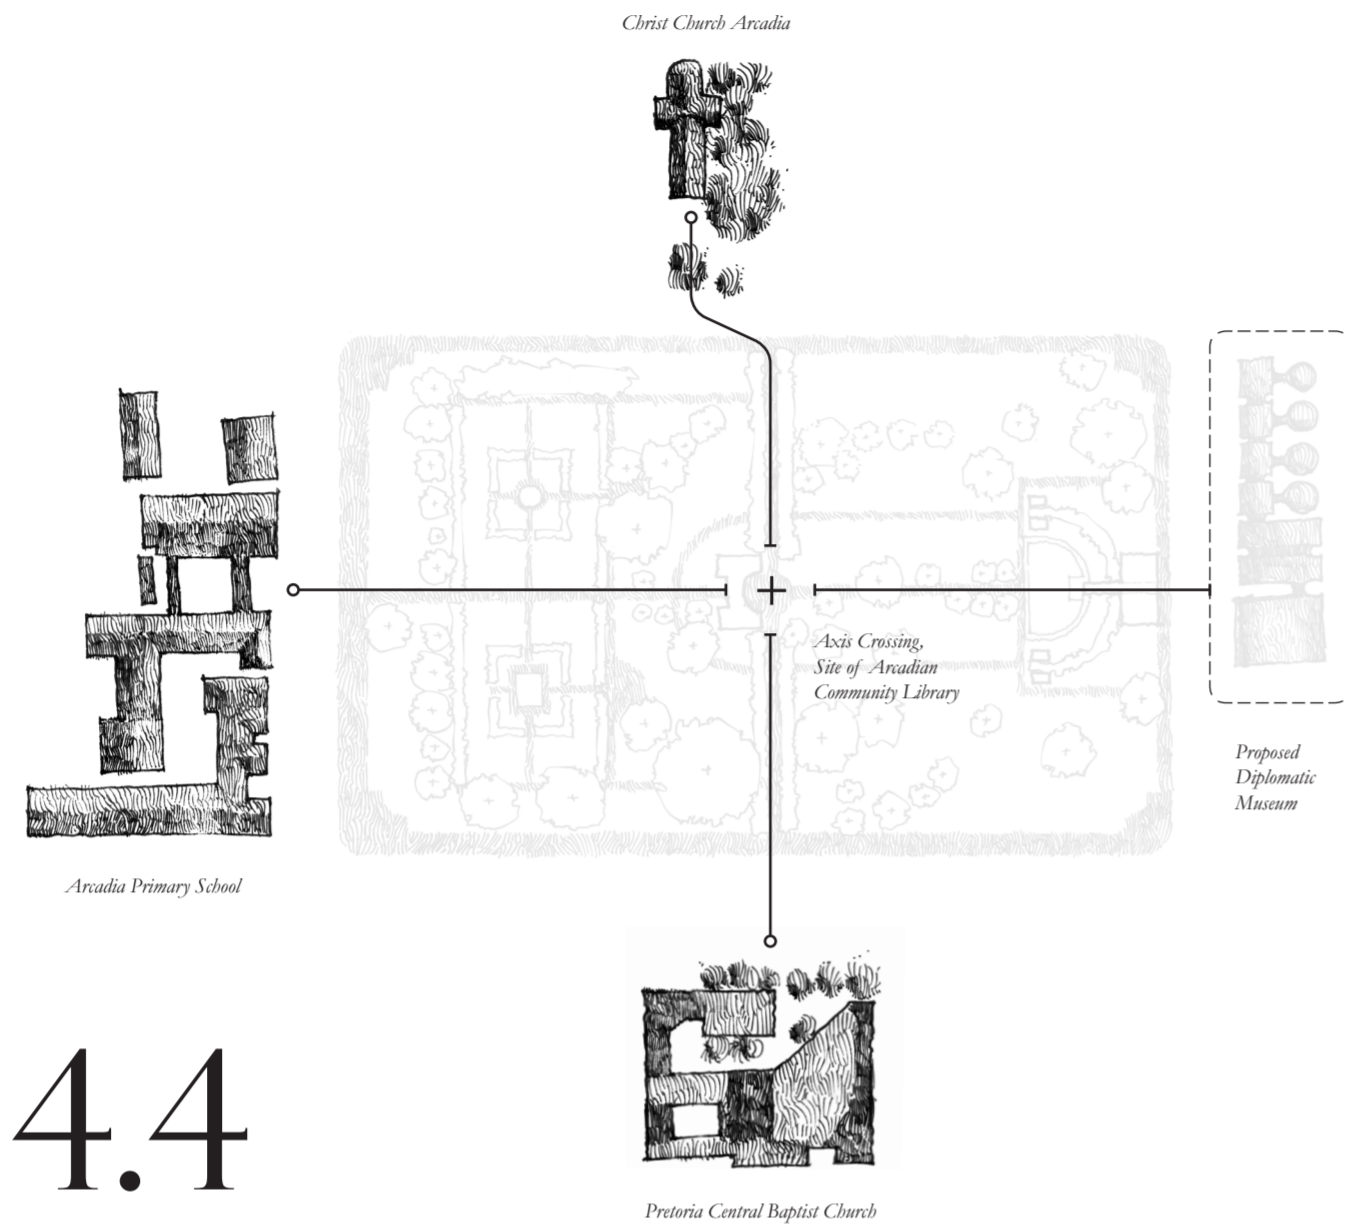 Christ Church Arcadia
Axis Crossing,
Site of Arcadian
Community Library
Proposed
Diplomatic
Museum
Arcadia Primary School
4.4
Pretoria Central Baptist Church